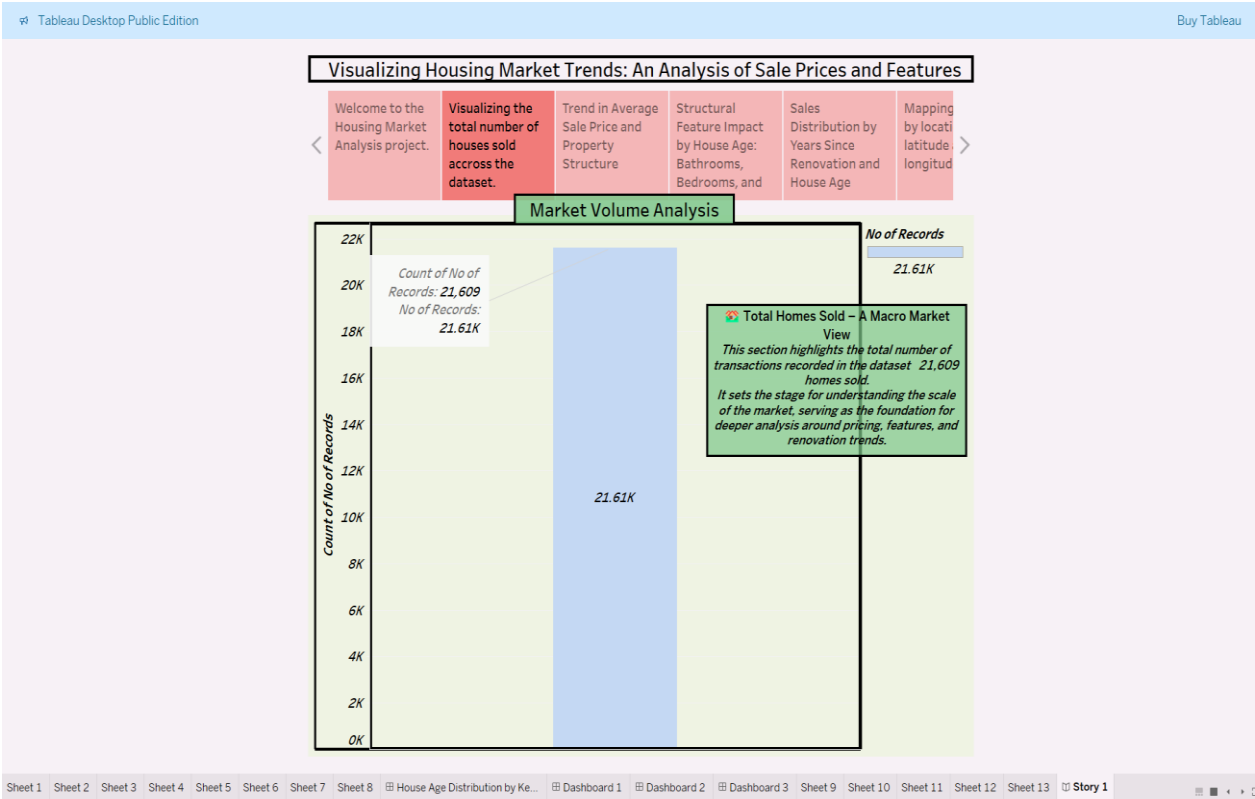 Tableau Desktop Public Edition
Buy Tableau
Visualizing Housing Market Trends: An Analysis of Sale Prices and Features
Welcome to the
Housing Market
Analysis project.
Visualizing the
total number of
houses sold
accross the
dataset.
Trend in Average
Sale Price and
Property
Structure
Structural
Feature Impact
by House Age:
Bathrooms,
Bedrooms, and
Sales
Distribution by
Years Since
Renovation and
House Age
Mapping
by locati
latitude
longitud
Market Volume Analysis
Count of No of Records
22K
20K
18K
16K
14K
12K
10K
8K
6K
4K
2K
0K
Count of No of
Records: 21,609
No of Records:
21.61K
21.61K
No of Records
21.61K
Total Homes Sold – A Macro Market
View
This section highlights the total number of
transactions recorded in the dataset 21,609
homes sold.
It sets the stage for understanding the scale
of the market, serving as the foundation for
deeper analysis around pricing, features, and
renovation trends.
Sheet 1 Sheet 2 Sheet 3 Sheet 4 Sheet 5 Sheet 6 Sheet 7 Sheet 8 House Age Distribution by Ke... Dashboard 1 Dashboard 2 Dashboard 3 Sheet 9 Sheet 10 Sheet 11 Sheet 12 Sheet 13 Story 1